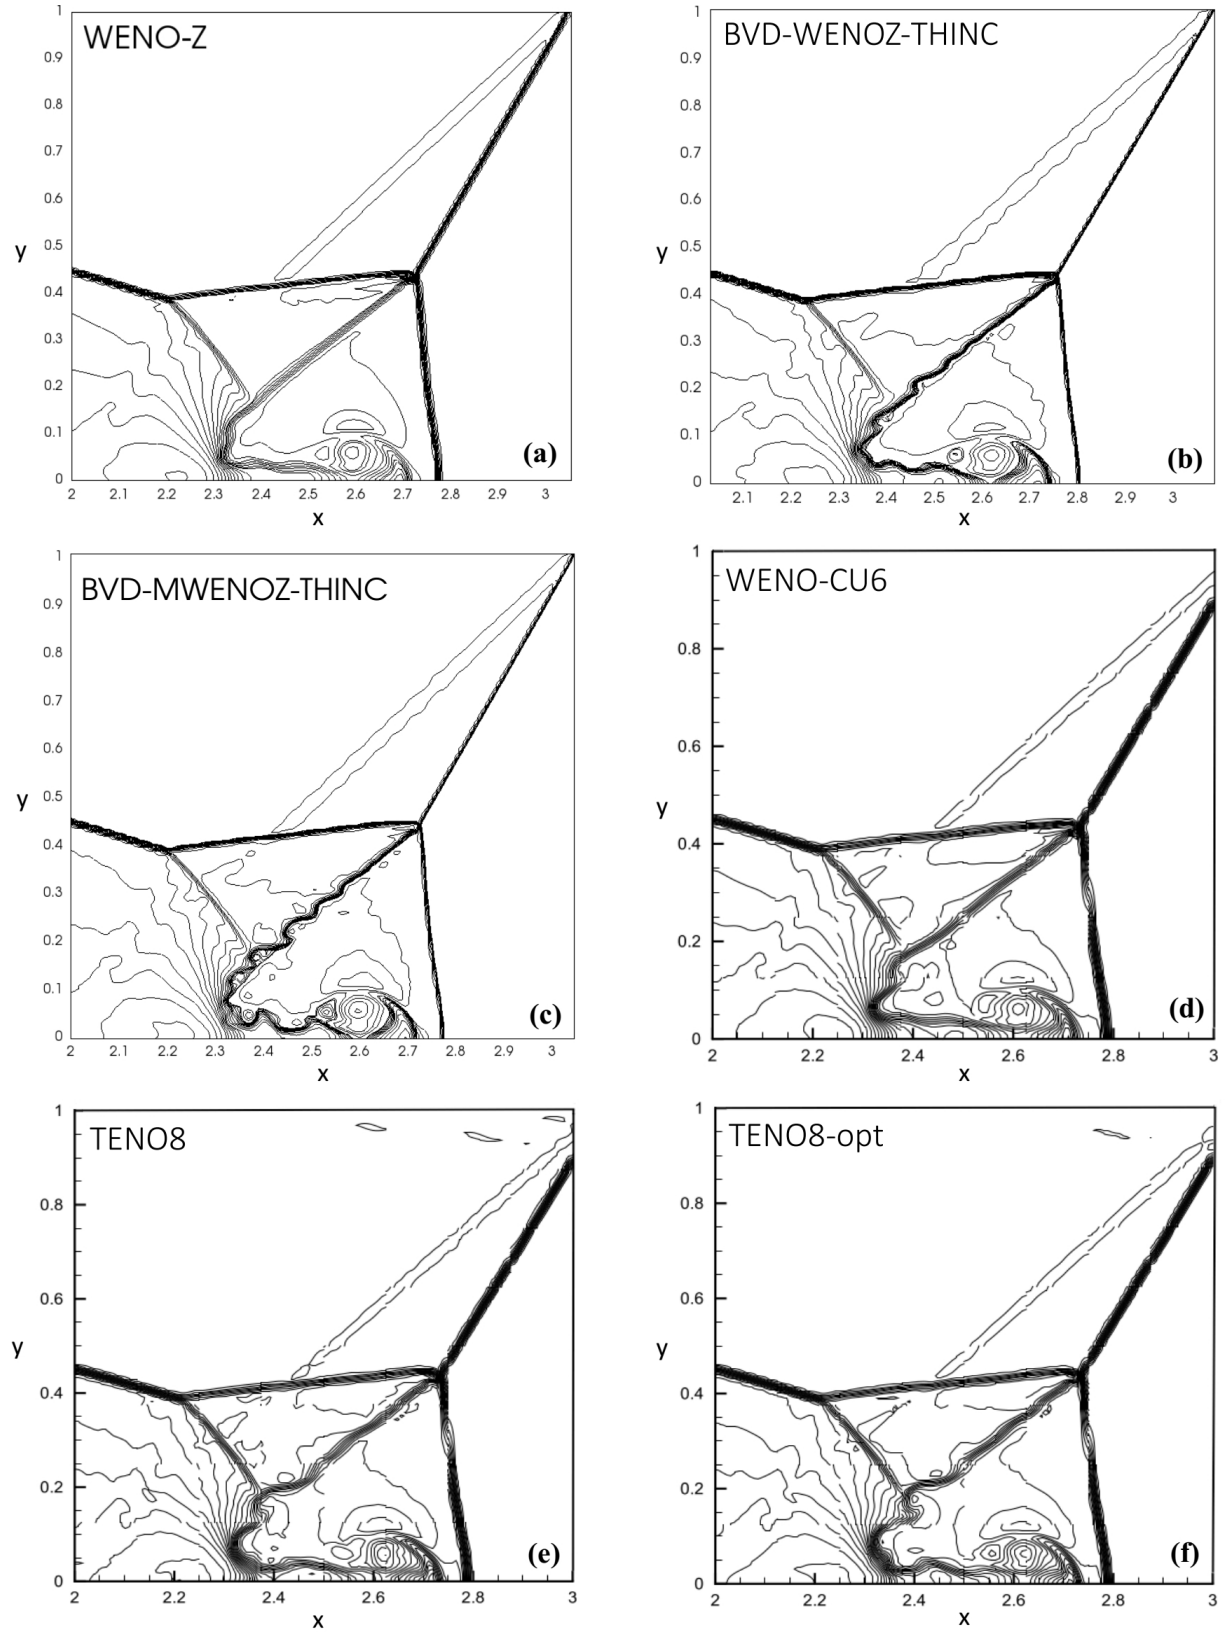 WENO-Z
1
0.9
0.8
0.7
0.6
0.5
0.4
0.3
0.2
0.1
0
y
2 2.1 2.2 2.3 2.4 2.5 2.6 2.7 2.8 2.9 3
x
(a)
BVD-WENOZ-THINC
1
0.9
0.8
0.7
0.6
0.5
0.4
0.3
0.2
0.1
0
y
2.1 2.2 2.3 2.4 2.5 2.6 2.7 2.8 2.9 3
x
(b)
BVD-MWENOZ-THINC
1
0.9
0.8
0.7
0.6
0.5
0.4
0.3
0.2
0.1
0
y
2 2.1 2.2 2.3 2.4 2.5 2.6 2.7 2.8 2.9 3
x
(c)
WENO-CU6
1
0.8
0.6
0.4
0.2
0
y
2 2.2 2.4 2.6 2.8 3
x
(d)
TENO8
1
0.8
0.6
0.4
0.2
0
y
2 2.2 2.4 2.6 2.8 3
x
(e)
TENO8-opt
1
0.8
0.6
0.4
0.2
0
y
2 2.2 2.4 2.6 2.8 3
x
(f)